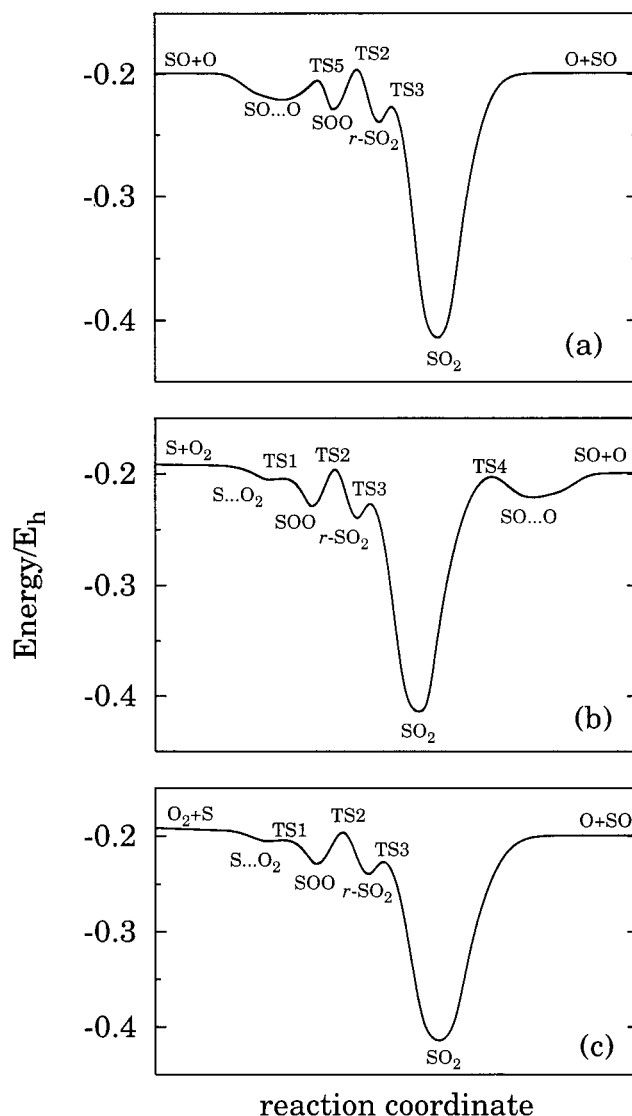 SO+O
TS5
TS2
TS3
O+SO
SO...O
SOO
r-SO₂
SO₂
-0.2
-0.3
-0.4
(a)
S+O₂
TS1
TS2
TS3
TS4
SO+O
S...O₂
SOO
r-SO₂
SO...O
SO₂
-0.2
-0.3
-0.4
(b)
Energy/Eₕ
O₂+S
TS1
TS2
TS3
O+SO
S...O₂
SOO
r-SO₂
SO₂
-0.2
-0.3
-0.4
(c)
reaction coordinate